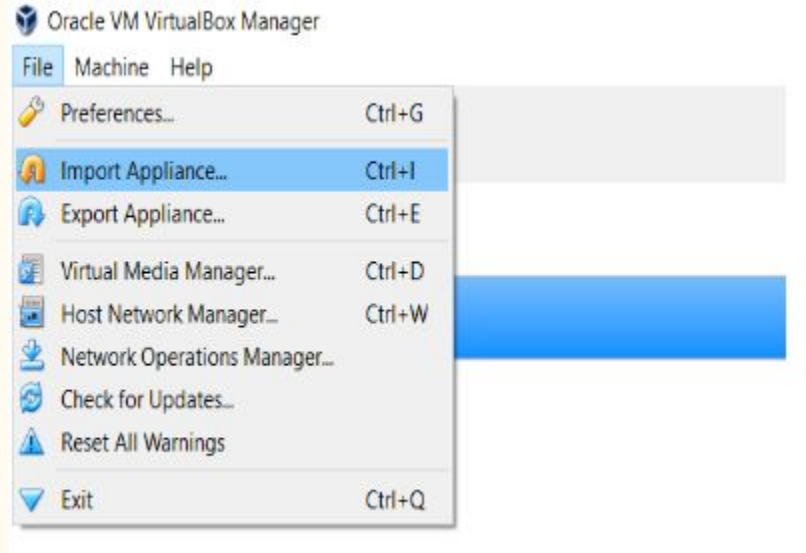 Oracle VM VirtualBox Manager
File Machine Help
Preferences... Ctrl+G
Import Appliance... Ctrl+I
Export Appliance... Ctrl+E
Virtual Media Manager... Ctrl+D
Host Network Manager... Ctrl+W
Network Operations Manager...
Check for Updates...
Reset All Warnings
Exit Ctrl+Q